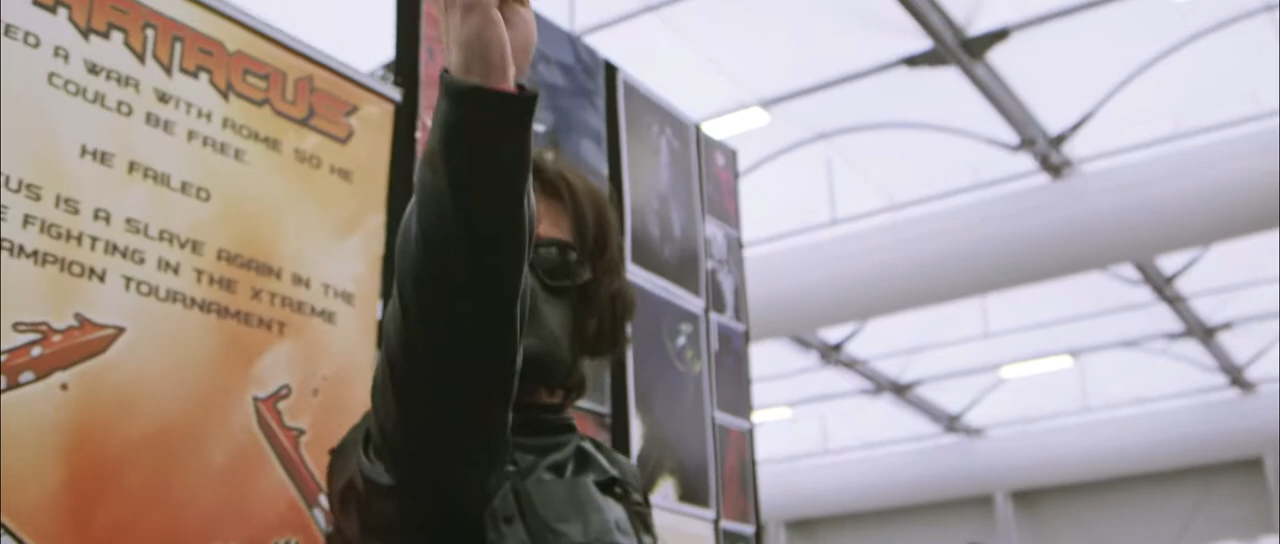 ARTACUS
ED A WAR WITH ROME SO HE
COULD BE FREE.
HE FAILED
CUS IS A SLAVE AGAIN IN THE
E FIGHTING IN THE XTREME
AMPION TOURNAMENT